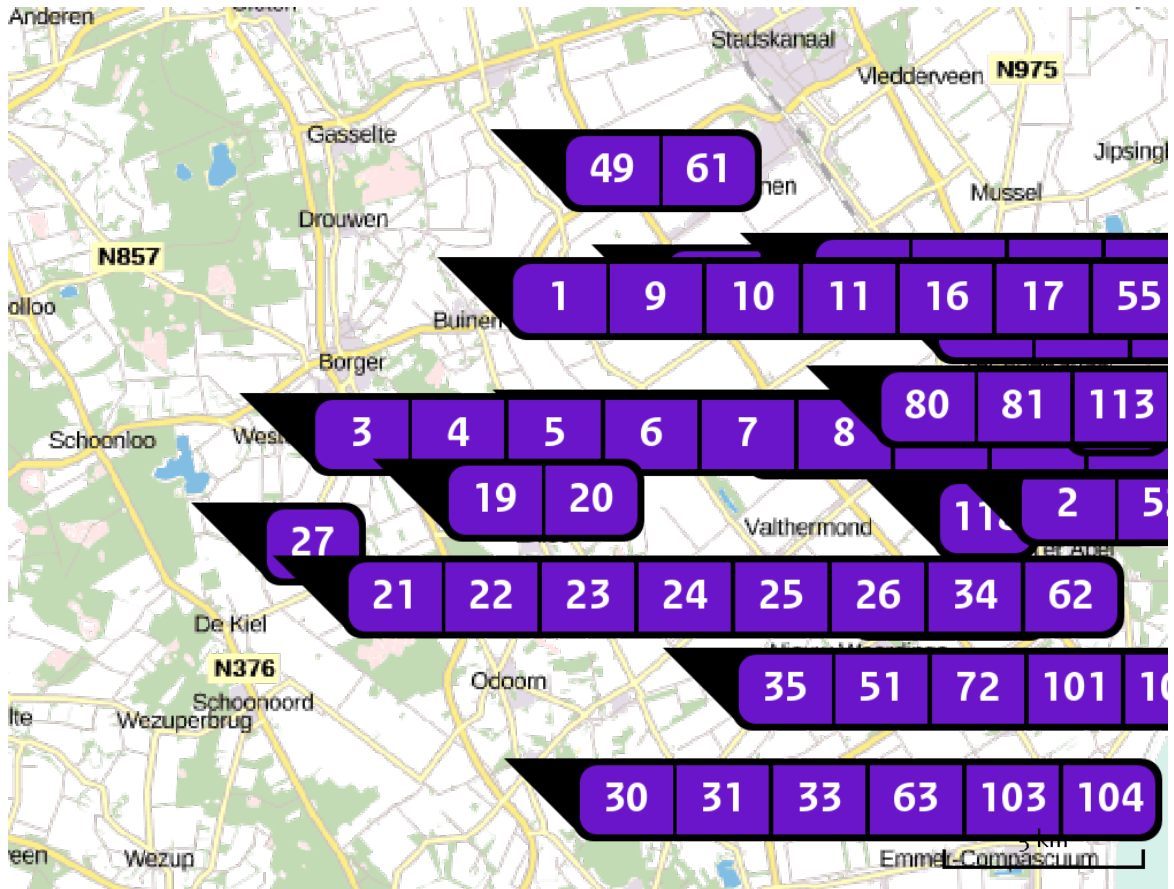 Anderen
Stadskanaal
Vledderveen N975
Gasselte
49 61
Mussel
Drouwen
N857
1 9 10 11 16 17 55
Borger
3 4 5 6 7 8 80 81 113
Schoonloo
19 20
2
Valthermond
27
21 22 23 24 25 26 34 62
De Kiel
N376
Odoorn
35 51 72 101
Schoonoord
Wezuperbrug
30 31 33 63 103 104
5 km
Wezup
Emmer-Compascuum